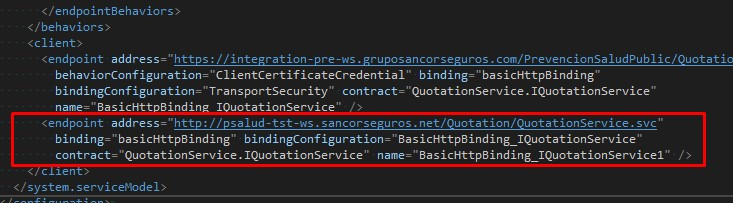 </endpointBehaviors>
</behaviors>
<client>
<endpoint address="https://integration-pre-ws.gruposancorseguros.com/PrevencionSaludPublic/Quotatio
behaviorConfiguration="ClientCertificateCredential" binding="basicHttpBinding"
bindingConfiguration="TransportSecurity" contract="QuotationService.IQuotationService"
name="BasicHttpBinding_IQuotationService" />
<endpoint address="http://psalud-tst-ws.sancorseguros.net/Quotation/QuotationService.svc"
binding="basicHttpBinding" bindingConfiguration="BasicHttpBinding_IQuotationService"
contract="QuotationService.IQuotationService" name="BasicHttpBinding_IQuotationService1" />
</client>
</system.serviceModel>
</configuration>